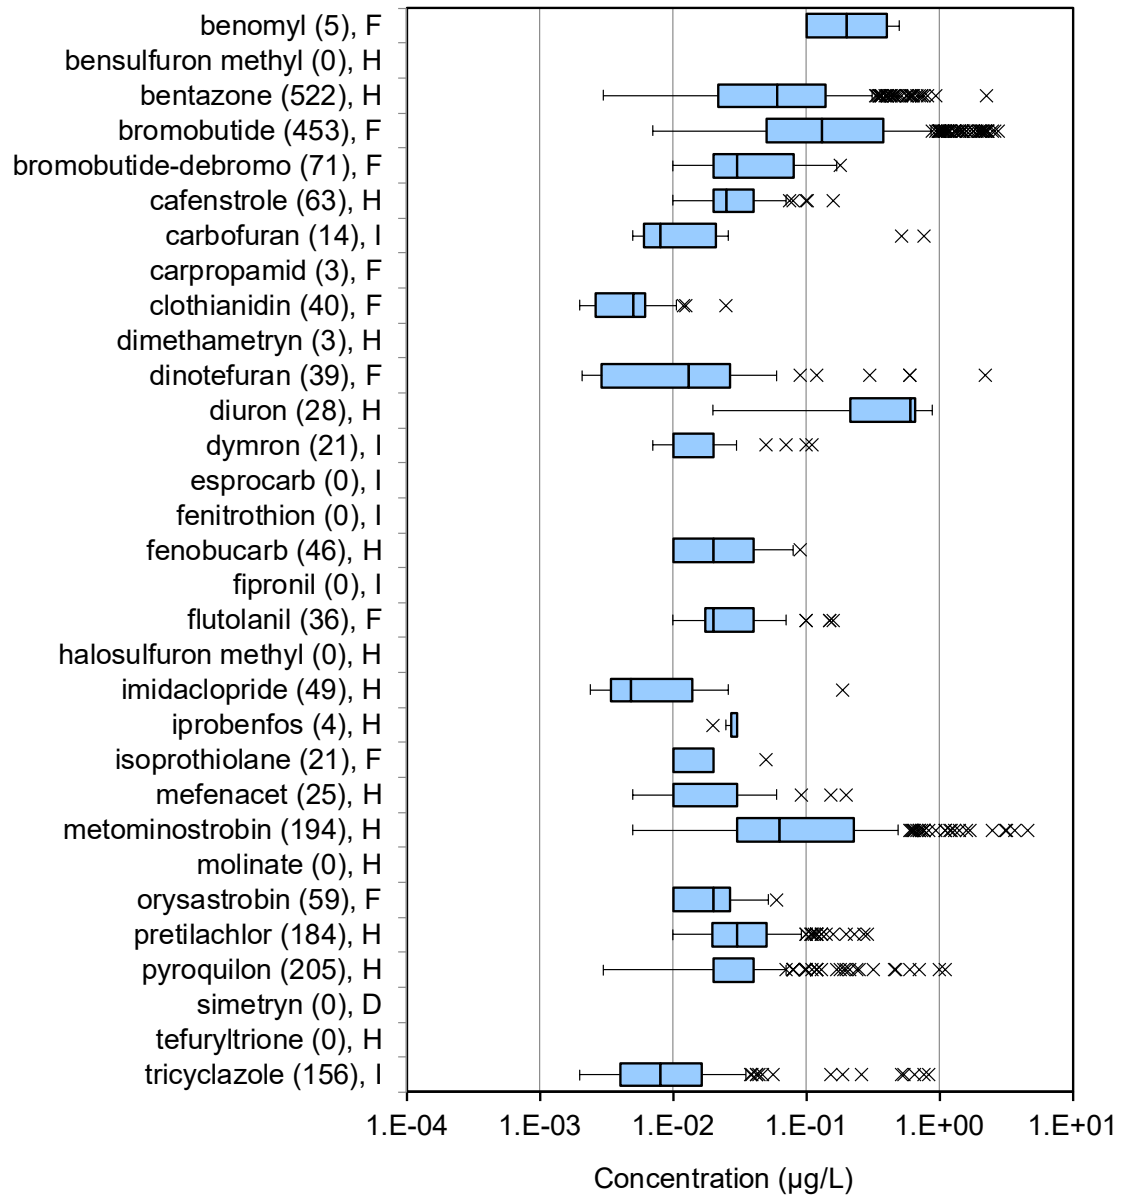 benomyl (5), F
bensulfuron methyl (0), H
bentazone (522), H
bromobutide (453), F
bromobutide-debromo (71), F
cafenstrole (63), H
carbofuran (14), I
carpropamid (3), F
clothianidin (40), F
dimethametryn (3), H
dinotefuran (39), F
diuron (28), H
dymron (21), I
esprocarb (0), I
fenitrothion (0), I
fenobucarb (46), H
fipronil (0), I
flutolanil (36), F
halosulfuron methyl (0), H
imidaclopride (49), H
iprobenfos (4), H
isoprothiolane (21), F
mefenacet (25), H
metominostrobin (194), H
molinate (0), H
orysastrobin (59), F
pretilachlor (184), H
pyroquilon (205), H
simetryn (0), D
tefuryltrione (0), H
tricyclazole (156), I
1.E-04 1.E-03 1.E-02 1.E-01 1.E+00 1.E+01
Concentration (µg/L)